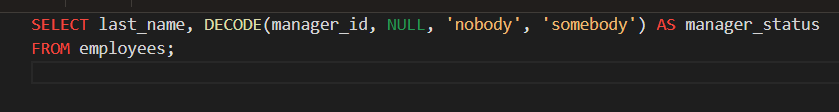 SELECT last_name, DECODE(manager_id, NULL, 'nobody', 'somebody') AS manager_status
FROM employees;